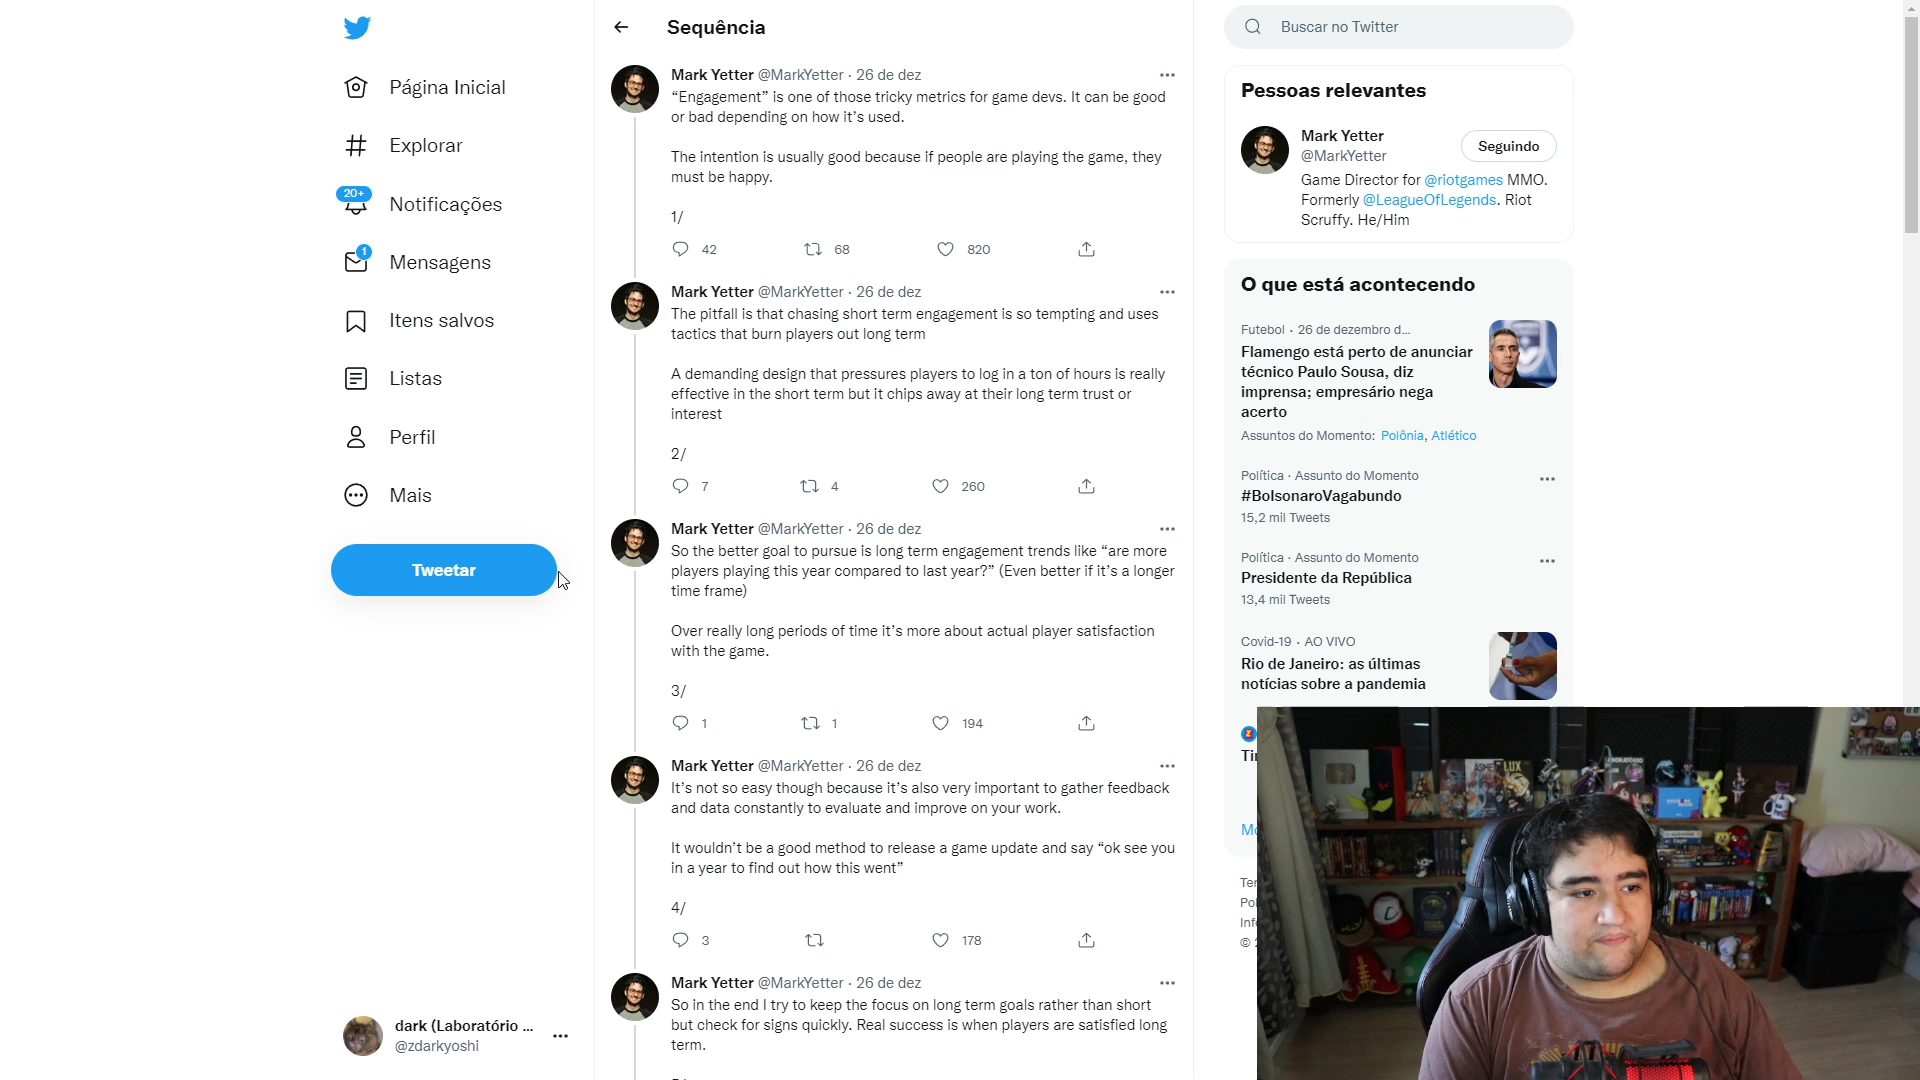 Página Inicial
Explorar
20+
Notificações
1
Mensagens
Itens salvos
Listas
Perfil
Mais
Tweetar
dark (Laboratório ...
@zdarkyoshi
Sequência
Mark Yetter @MarkYetter · 26 de dez
“Engagement” is one of those tricky metrics for game devs. It can be good
or bad depending on how it’s used.
The intention is usually good because if people are playing the game, they
must be happy.
1/
42 68 820
Mark Yetter @MarkYetter · 26 de dez
The pitfall is that chasing short term engagement is so tempting and uses
tactics that burn players out long term
A demanding design that pressures players to log in a ton of hours is really
effective in the short term but it chips away at their long term trust or
interest
2/
7 4 260
Mark Yetter @MarkYetter · 26 de dez
So the better goal to pursue is long term engagement trends like “are more
players playing this year compared to last year?” (Even better if it’s a longer
time frame)
Over really long periods of time it’s more about actual player satisfaction
with the game.
3/
1 1 194
Mark Yetter @MarkYetter · 26 de dez
It’s not so easy though because it’s also very important to gather feedback
and data constantly to evaluate and improve on your work.
It wouldn’t be a good method to release a game update and say “ok see you
in a year to find out how this went”
4/
3 178
Mark Yetter @MarkYetter · 26 de dez
So in the end I try to keep the focus on long term goals rather than short
but check for signs quickly. Real success is when players are satisfied long
term.
Buscar no Twitter
Pessoas relevantes
Mark Yetter
@MarkYetter
Seguindo
Game Director for @riotgames MMO.
Formerly @LeagueOfLegends. Riot
Scruffy. He/Him
O que está acontecendo
Futebol · 26 de dezembro d...
Flamengo está perto de anunciar
técnico Paulo Sousa, diz
imprensa; empresário nega
acerto
Assuntos do Momento: Polônia, Atlético
Política · Assunto do Momento
#BolsonaroVagabundo
15,2 mil Tweets
Política · Assunto do Momento
Presidente da República
13,4 mil Tweets
Covid-19 · AO VIVO
Rio de Janeiro: as últimas
notícias sobre a pandemia